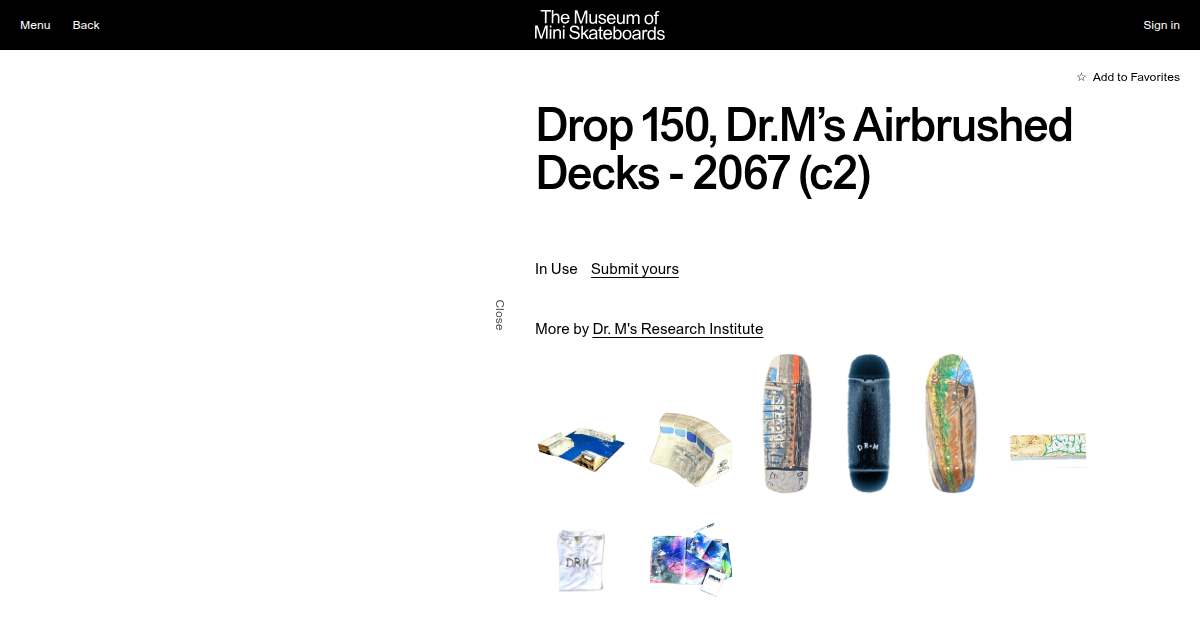 Menu Back
The Museum of
Mini Skateboards
Sign in
☆ Add to Favorites
Drop 150, Dr.M’s Airbrushed
Decks - 2067 (c2)
In Use Submit yours
Close
More by Dr. M's Research Institute
DR•M
DRM